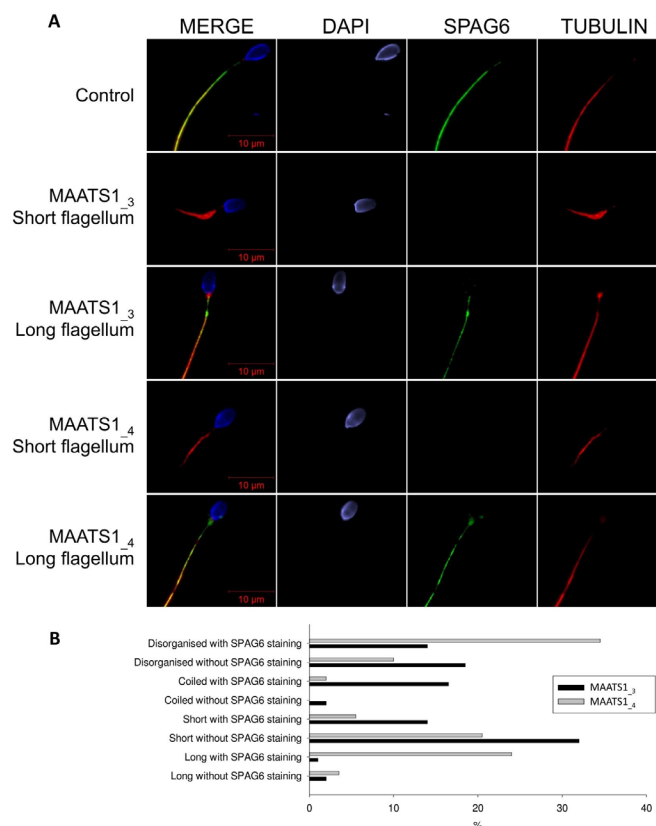 A
MERGE DAPI SPAG6 TUBULIN
Control
10 µm
MAATS1_3
Short flagellum
10 µm
MAATS1_3
Long flagellum
10 µm
MAATS1_4
Short flagellum
10 µm
MAATS1_4
Long flagellum
10 µm
B
Disorganised with SPAG6 staining
Disorganised without SPAG6 staining
Coiled with SPAG6 staining
Coiled without SPAG6 staining
Short with SPAG6 staining
Short without SPAG6 staining
Long with SPAG6 staining
Long without SPAG6 staining
MAATS1_3
MAATS1_4
0 10 20 30 40
%